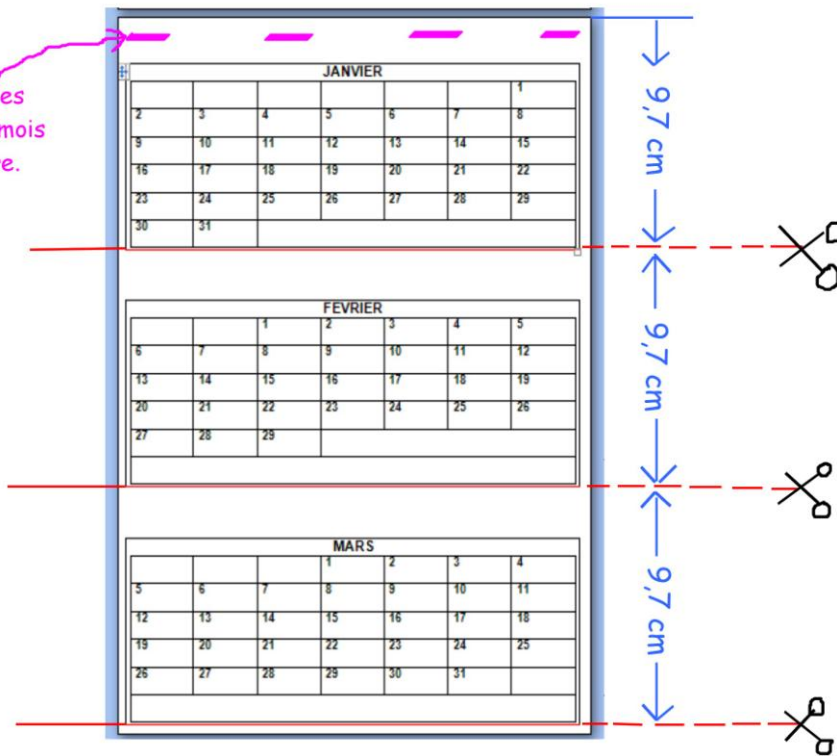 es
mois
e.
JANVIER
1
2 3 4 5 6 7 8
9 10 11 12 13 14 15
16 17 18 19 20 21 22
23 24 25 26 27 28 29
30 31
9,7 cm
FEVRIER
1 2 3 4 5
6 7 8 9 10 11 12
13 14 15 16 17 18 19
20 21 22 23 24 25 26
27 28 29
9,7 cm
MARS
1 2 3 4
5 6 7 8 9 10 11
12 13 14 15 16 17 18
19 20 21 22 23 24 25
26 27 28 29 30 31
9,7 cm